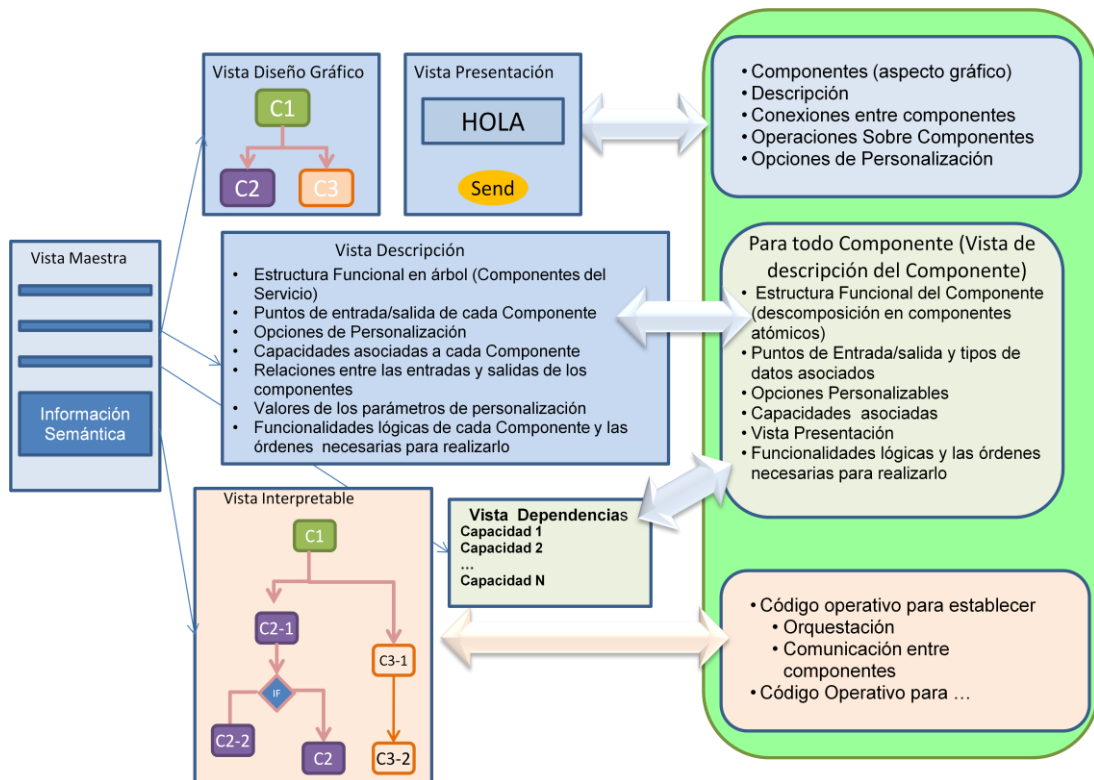 Vista Diseño Gráfico
C1
C2
C3
Vista Presentación
HOLA
Send
• Componentes (aspecto gráfico)
• Descripción
• Conexiones entre componentes
• Operaciones Sobre Componentes
• Opciones de Personalización
Vista Maestra
Información
Semántica
Vista Descripción
• Estructura Funcional en árbol (Componentes del
Servicio)
• Puntos de entrada/salida de cada Componente
• Opciones de Personalización
• Capacidades asociadas a cada Componente
• Relaciones entre las entradas y salidas de los
componentes
• Valores de los parámetros de personalización
• Funcionalidades lógicas de cada Componente y las
órdenes necesarias para realizarlo
Para todo Componente (Vista de
descripción del Componente)
• Estructura Funcional del Componente
(descomposición en componentes
atómicos)
• Puntos de Entrada/salida y tipos de
datos asociados
• Opciones Personalizables
• Capacidades asociadas
• Vista Presentación
• Funcionalidades lógicas y las órdenes
necesarias para realizarlo
Vista Interpretable
C1
C2-1
C3-1
IF
C2-2
C2
C3-2
Vista Dependencias
Capacidad 1
Capacidad 2
...
Capacidad N
• Código operativo para establecer
• Orquestación
• Comunicación entre
componentes
• Código Operativo para ...